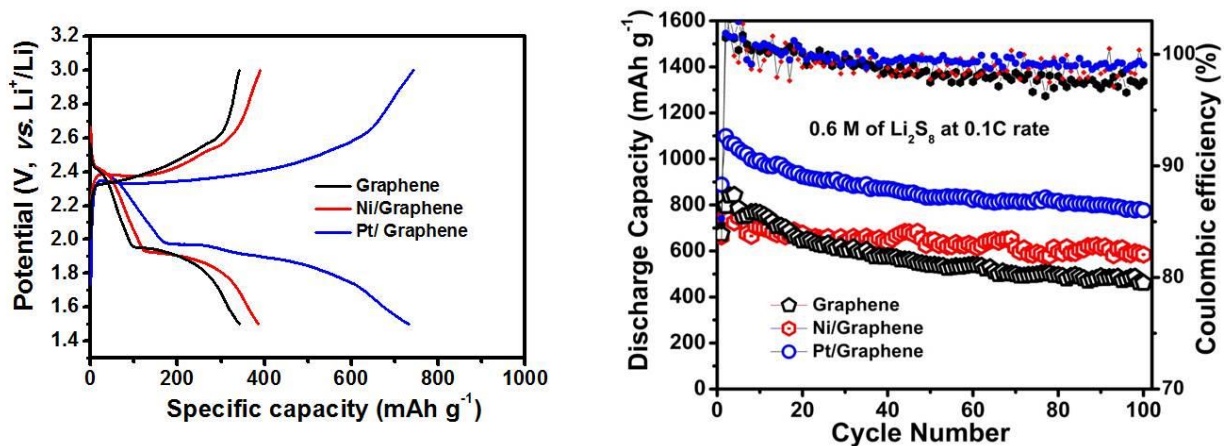 3.2
3.0
2.8
2.6
2.4
2.2
2.0
1.8
1.6
1.4
Potential (V, vs. Li⁺/Li)
Graphene
Ni/Graphene
Pt/ Graphene
0 200 400 600 800 1000
Specific capacity (mAh g⁻¹)
1600
1400
1200
1000
800
600
400
200
0
Discharge Capacity (mAh g⁻¹)
0.6 M of Li₂S₈ at 0.1C rate
Graphene
Ni/Graphene
Pt/Graphene
100
90
80
70
Coulombic efficiency (%)
0 20 40 60 80 100
Cycle Number